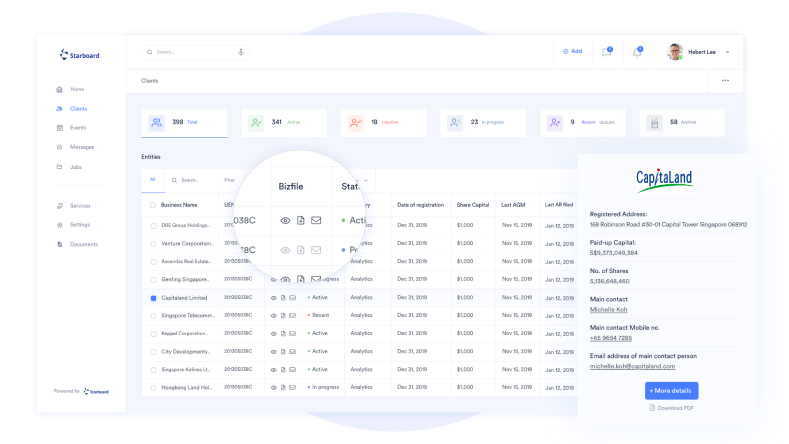 Starboard
Search...
Add
Hebert Lee
Home
Clients
Events
Messages
Jobs
Services
Settings
Documents
Powered by Starboard
Clients
398 Total
341 Active
18 Inactive
23 In progress
9 Recent
58 Archive
Entities
All
Search...
Filter
Business Name
UEN
Date of registration
Share Capital
Last AGM
Last AR filed
Bizfile
Stat
038C
Acti
DBS Group Holdings..
Dec 31, 2019
$1,000
Nov 15, 2019
Jan 12, 2019
Venture Corporation..
Analytics
Dec 31, 2019
$1,000
Nov 15, 2019
Jan 12, 2019
Ascendas Real Estate..
Analytics
Dec 31, 2019
$1,000
Nov 15, 2019
Jan 12, 2019
Genting Singapore..
201305038C
Analytics
Dec 31, 2019
$1,000
Nov 15, 2019
Jan 12, 2019
Capitaland Limited
201305038C
Active
Analytics
Dec 31, 2019
$1,000
Nov 15, 2019
Jan 12, 2019
Singapore Telecomm..
201305038C
Recent
Analytics
Dec 31, 2019
$1,000
Nov 15, 2019
Jan 12, 2019
Keppel Corporation..
201305038C
Active
Analytics
Dec 31, 2019
$1,000
Nov 15, 2019
Jan 12, 2019
City Developments..
201305038C
Active
Analytics
Dec 31, 2019
$1,000
Nov 15, 2019
Jan 12, 2019
Singapore Airlines Lt..
201305038C
Active
Analytics
Dec 31, 2019
$1,000
Nov 15, 2019
Jan 12, 2019
Hongkong Land Hol..
201305038C
In progress
Analytics
Dec 31, 2019
$1,000
Nov 15, 2019
Jan 12, 2019
CapitaLand
Registered Address:
168 Robinson Road #30-01 Capital Tower Singapore 068912
Paid-up Capital:
S$9,373,049,364
No. of Shares
5,136,648,460
Main contact
Michelle Koh
Main contact Mobile no.
+65 9654 7285
Email address of main contact person
michelle.koh@capitaland.com
+ More details
Download PDF